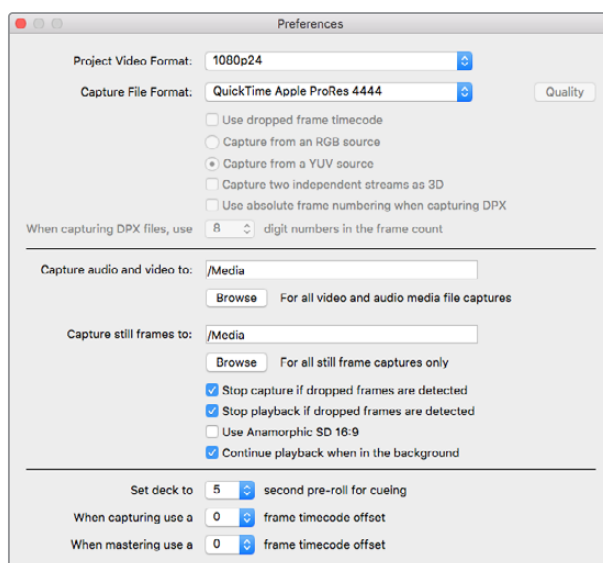 Preferences
Project Video Format: 1080p24
Capture File Format: QuickTime Apple ProRes 4444 Quality
Use dropped frame timecode
Capture from an RGB source
Capture from a YUV source
Capture two independent streams as 3D
Use absolute frame numbering when capturing DPX
When capturing DPX files, use 8 digit numbers in the frame count
Capture audio and video to: /Media
Browse For all video and audio media file captures
Capture still frames to: /Media
Browse For all still frame captures only
Stop capture if dropped frames are detected
Stop playback if dropped frames are detected
Use Anamorphic SD 16:9
Continue playback when in the background
Set deck to 5 second pre-roll for cueing
When capturing use a 0 frame timecode offset
When mastering use a 0 frame timecode offset